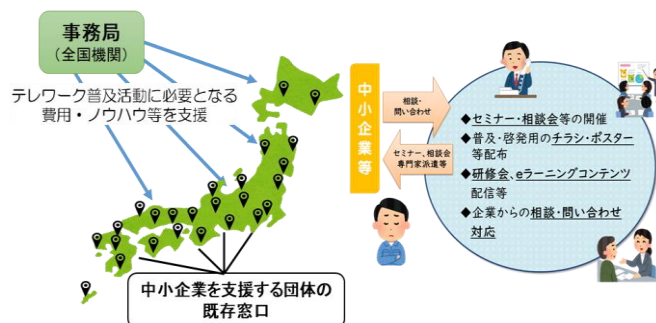 事務局
（全国機関）
テレワーク普及活動に必要となる
費用・ノウハウ等を支援
中小企業を支援する団体の
既存窓口
中小企業等
相談・
問い合わせ
セミナー、相談会
専門家派遣等
◆セミナー・相談会等の開催
◆普及・啓発用のチラシ・ポスター
等配布
◆研修会、eラーニングコンテンツ
配信等
◆企業からの相談・問い合わせ
対応